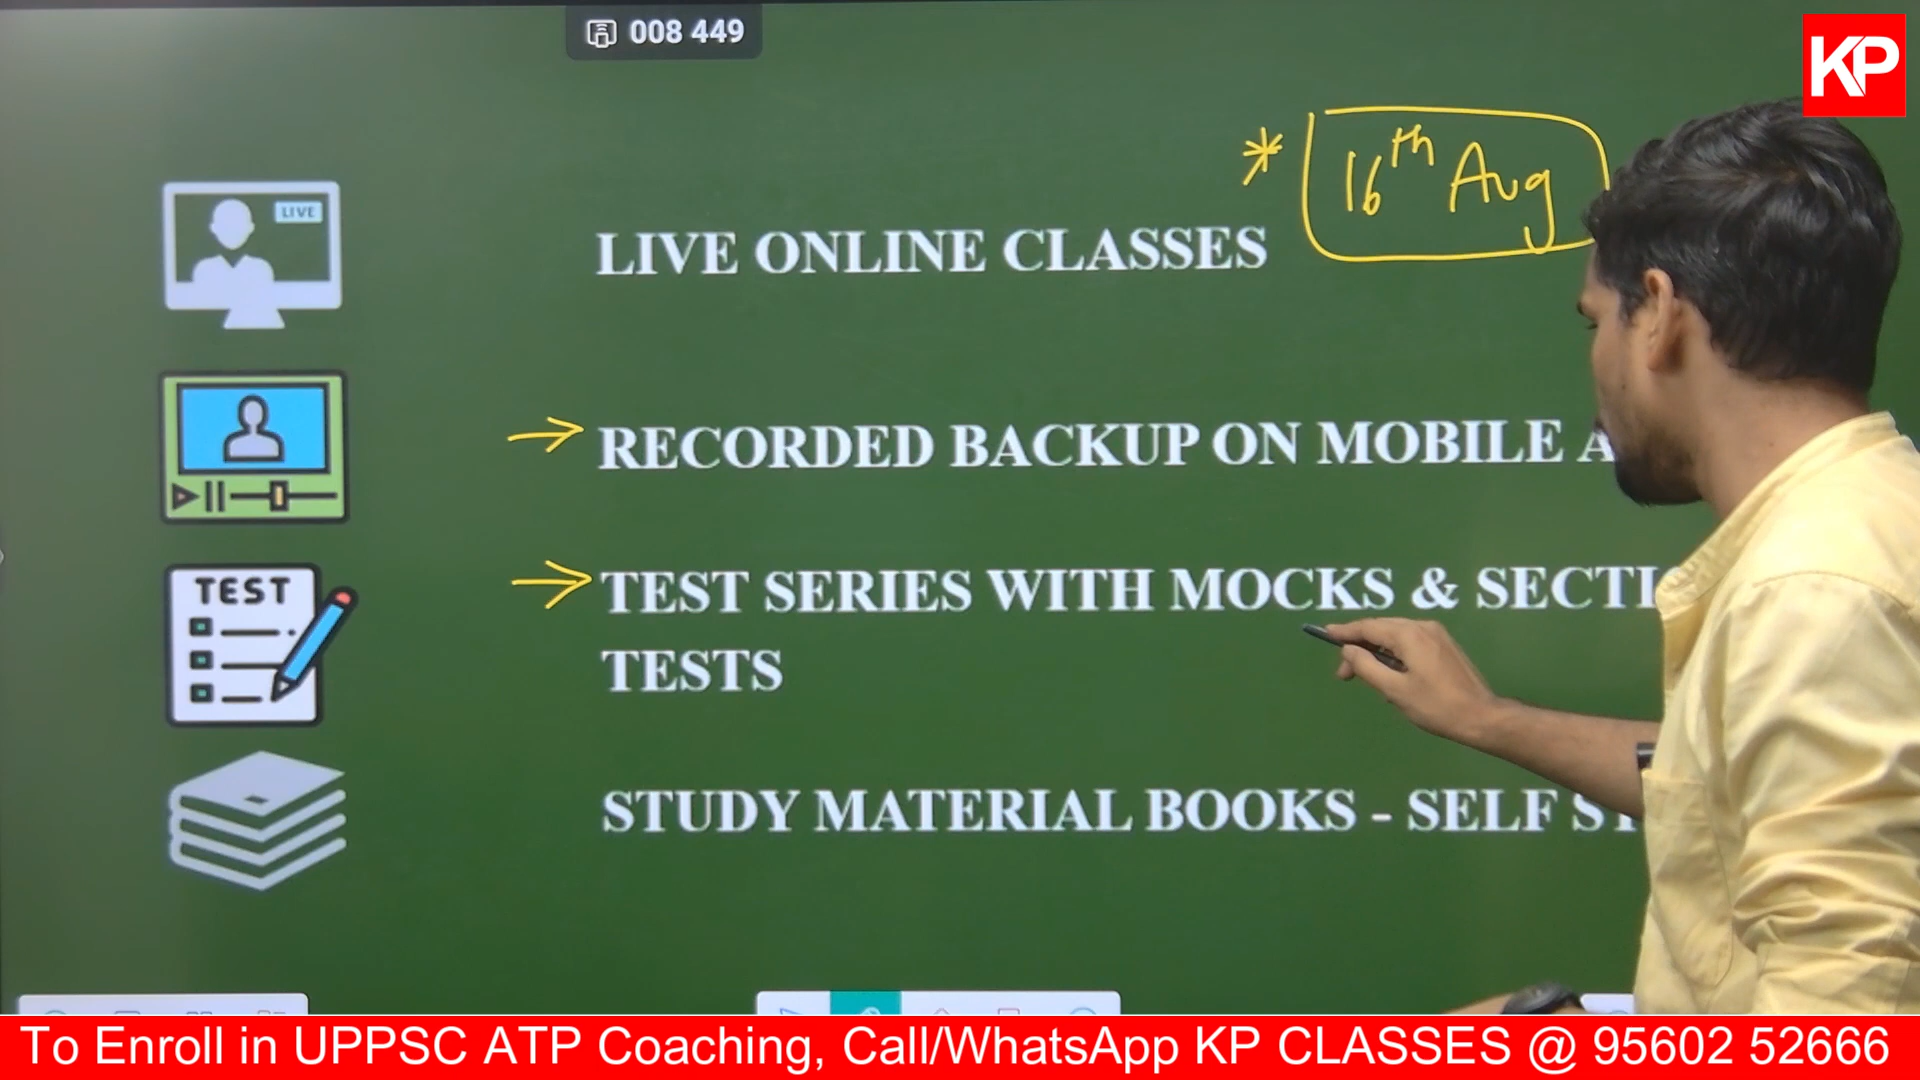 008 449
KP
* 16th Aug
LIVE
LIVE ONLINE CLASSES
→ RECORDED BACKUP ON MOBILE
TEST
→ TEST SERIES WITH MOCKS &
TESTS
STUDY MATERIAL BOOKS - SELF
To Enroll in UPPSC ATP Coaching, Call/WhatsApp KP CLASSES @ 95602 52666